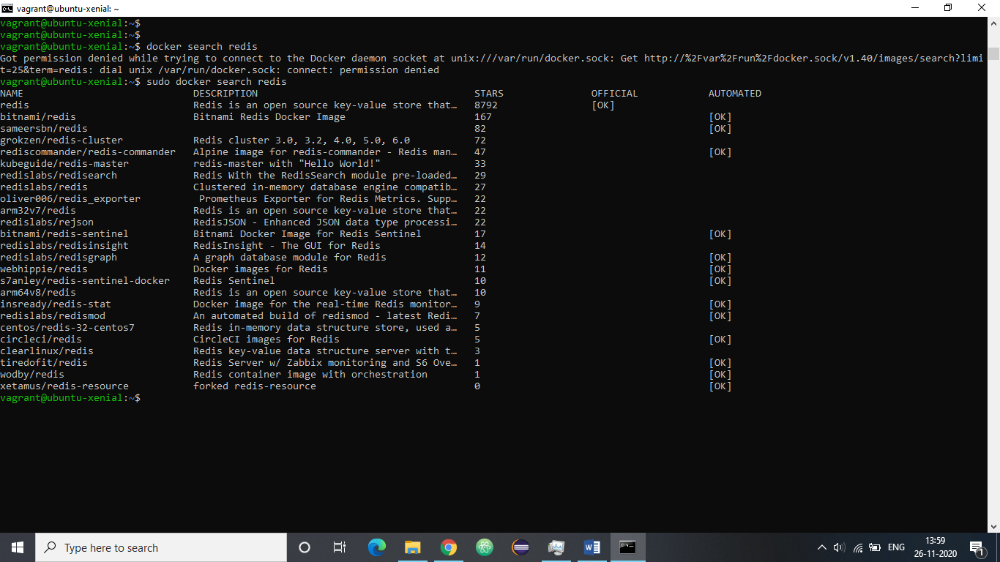 vagrant@ubuntu-xenial: ~
vagrant@ubuntu-xenial:~$
vagrant@ubuntu-xenial:~$
vagrant@ubuntu-xenial:~$ docker search redis
Got permission denied while trying to connect to the Docker daemon socket at unix:///var/run/docker.sock: Get http://%2Fvar%2Frun%2Fdocker.sock/v1.40/images/search?limi
t=25&term=redis: dial unix /var/run/docker.sock: connect: permission denied
vagrant@ubuntu-xenial:~$ sudo docker search redis
NAME DESCRIPTION STARS OFFICIAL AUTOMATED
redis Redis is an open source key-value store that… 8792 [OK]
bitnami/redis Bitnami Redis Docker Image 167 [OK]
sameersbn/redis 82 [OK]
grokzen/redis-cluster Redis cluster 3.0, 3.2, 4.0, 5.0, 6.0 72
rediscommander/redis-commander Alpine image for redis-commander - Redis man… 47 [OK]
kubeguide/redis-master redis-master with "Hello World!" 33
redislabs/redisearch Redis With the RedisSearch module pre-loaded… 29
redislabs/redis Clustered in-memory database engine compatib… 27
oliver006/redis_exporter Prometheus Exporter for Redis Metrics. Supp… 22
arm32v7/redis Redis is an open source key-value store that… 22
redislabs/rejson RedisJSON - Enhanced JSON data type processi… 22
bitnami/redis-sentinel Bitnami Docker Image for Redis Sentinel 17 [OK]
redislabs/redisinsight RedisInsight - The GUI for Redis 14
redislabs/redisgraph A graph database module for Redis 12 [OK]
webhippie/redis Docker images for Redis 11 [OK]
s7anley/redis-sentinel-docker Redis Sentinel 10 [OK]
arm64v8/redis Redis is an open source key-value store that… 10
insready/redis-stat Docker image for the real-time Redis monitor… 9 [OK]
redislabs/redismod An automated build of redismod - latest Redi… 7 [OK]
centos/redis-32-centos7 Redis in-memory data structure store, used a… 5
circleci/redis CircleCI images for Redis 5 [OK]
clearlinux/redis Redis key-value data structure server with t… 3
tiredofit/redis Redis Server w/ Zabbix monitoring and S6 Ove… 1 [OK]
wodby/redis Redis container image with orchestration 1 [OK]
xetamus/redis-resource forked redis-resource 0 [OK]
vagrant@ubuntu-xenial:~$
Type here to search
ENG
13:59
26-11-2020
1